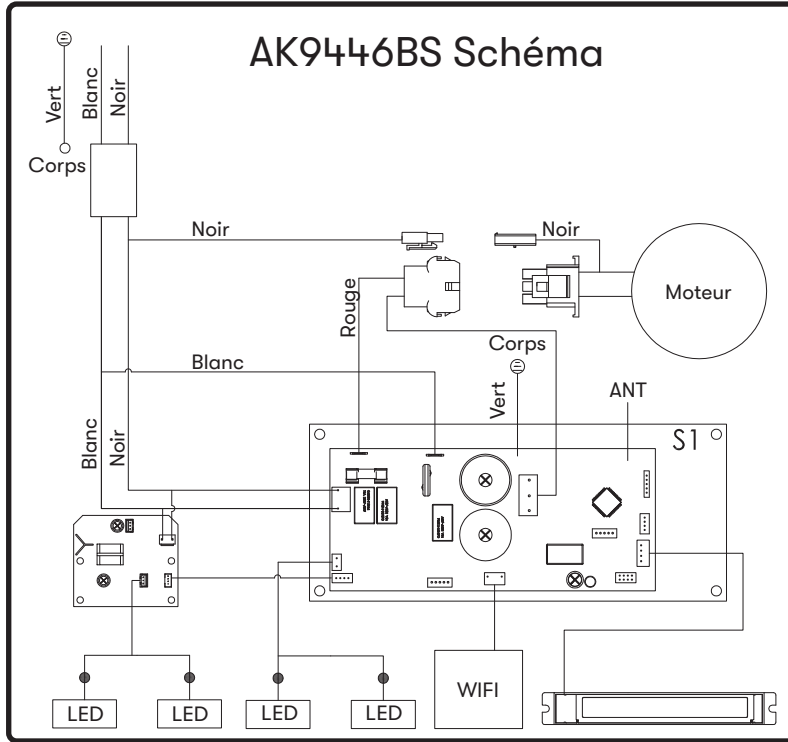 AK9446BS Schéma
Vert
Blanc
Noir
Corps
Noir
Noir
Moteur
Rouge
Corps
Blanc
Vert
ANT
Blanc
Noir
S1
WIFI
LED
LED
LED
LED